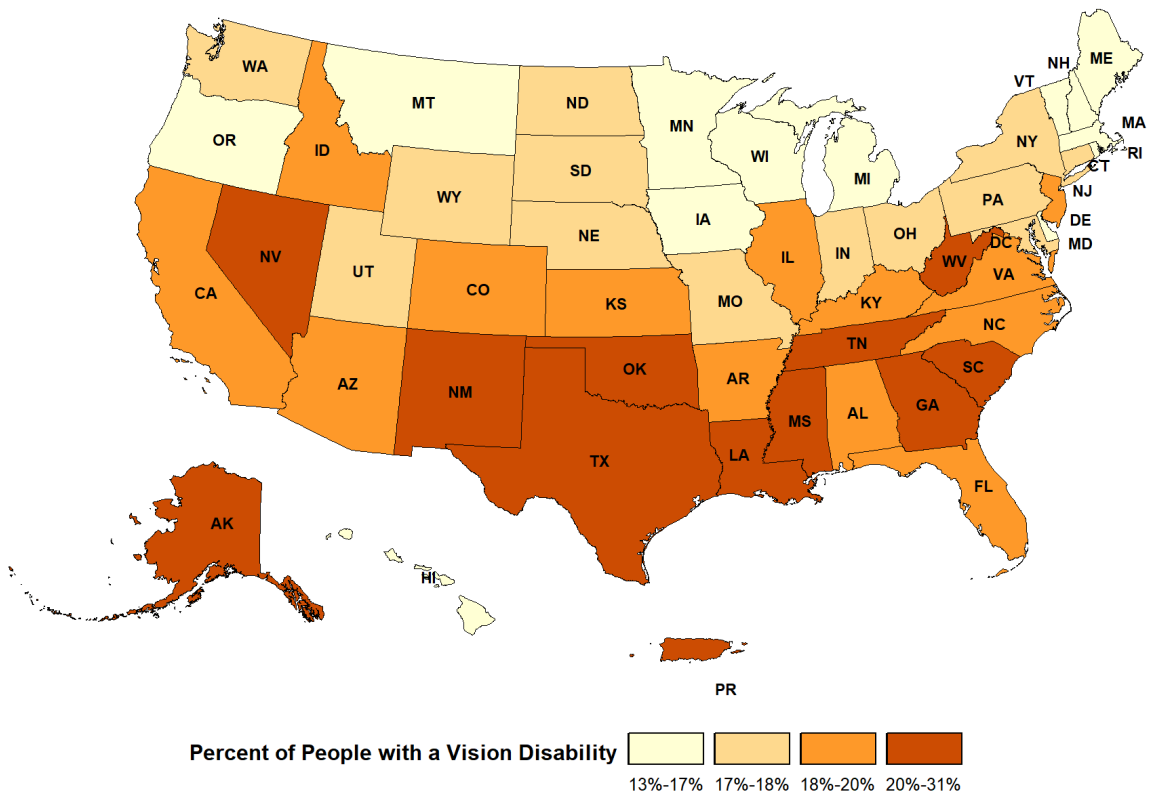 WA
MT
ND
MN
ME
NH
VT
OR
ID
SD
WI
MI
NY
MA
RI
CT
WY
IA
PA
NJ
NE
OH
DE
NV
UT
IL
IN
DC
MD
WV
VA
CA
CO
KS
MO
KY
NC
AZ
NM
OK
AR
TN
SC
TX
LA
MS
AL
GA
FL
AK
HI
PR
Percent of People with a Vision Disability
13%-17% 17%-18% 18%-20% 20%-31%